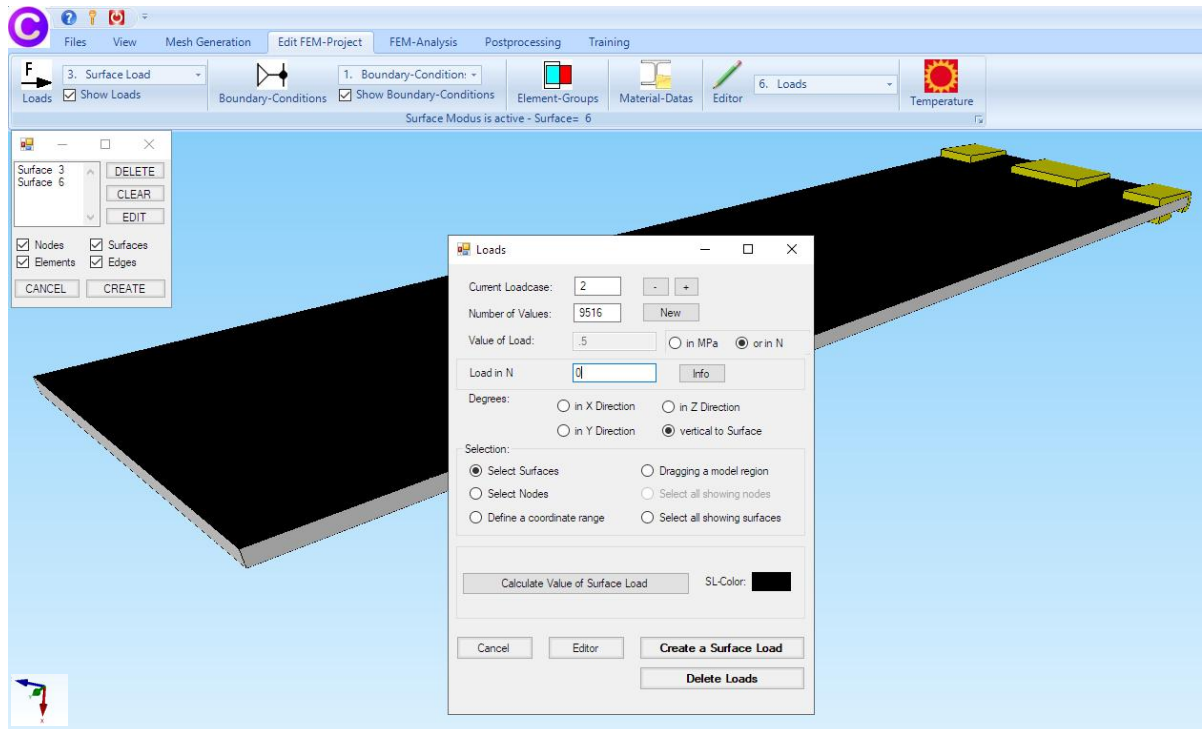 C
Files View Mesh Generation Edit FEM-Project FEM-Analysis Postprocessing Training
F
3. Surface Load
1. Boundary-Condition:
6. Loads
Loads Show Loads Boundary-Conditions Show Boundary-Conditions Element-Groups Material-Datas Editor Temperature
Surface Modus is active - Surface= 6
Surface 3
Surface 6
DELETE
CLEAR
EDIT
Nodes Surfaces
Elements Edges
CANCEL CREATE
Loads
Current Loadcase: 2 - +
Number of Values: 9516 New
Value of Load: .5 in MPa or in N
Load in N 0 Info
Degrees: in X Direction in Z Direction
in Y Direction vertical to Surface
Selection:
Select Surfaces Dragging a model region
Select Nodes Select all showing nodes
Define a coordinate range Select all showing surfaces
Calculate Value of Surface Load SL-Color:
Cancel Editor Create a Surface Load
Delete Loads
x